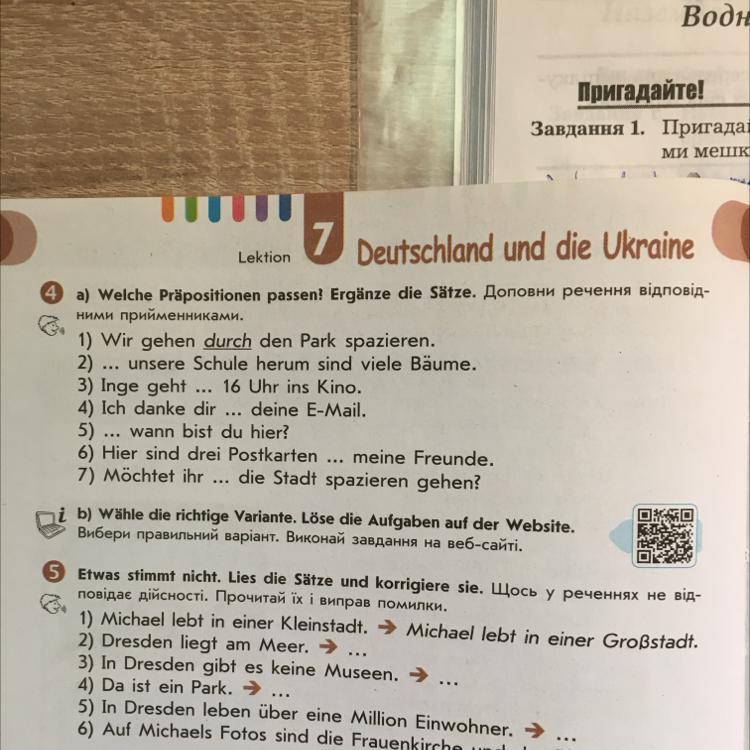 Водн
Пригадайте!
Завдання 1. Пригадай
ми мешк
Lektion 7 Deutschland und die Ukraine
4 a) Welche Präpositionen passen? Ergänze die Sätze. Доповни речення відповід-
ними прийменниками.
1) Wir gehen durch den Park spazieren.
2) ... unsere Schule herum sind viele Bäume.
3) Inge geht ... 16 Uhr ins Kino.
4) Ich danke dir ... deine E-Mail.
5) ... wann bist du hier?
6) Hier sind drei Postkarten ... meine Freunde.
7) Möchtet ihr ... die Stadt spazieren gehen?
i b) Wähle die richtige Variante. Löse die Aufgaben auf der Website.
Вибери правильний варіант. Виконай завдання на веб-сайті.
5 Etwas stimmt nicht. Lies die Sätze und korrigiere sie. Щось у реченнях не від-
повідає дійсності. Прочитай їх і виправ помилки.
1) Michael lebt in einer Kleinstadt. → Michael lebt in einer Großstadt.
2) Dresden liegt am Meer. → ...
3) In Dresden gibt es keine Museen. → ...
4) Da ist ein Park. → ...
5) In Dresden leben über eine Million Einwohner. → ...
6) Auf Michaels Fotos sind die Frauenkirche und